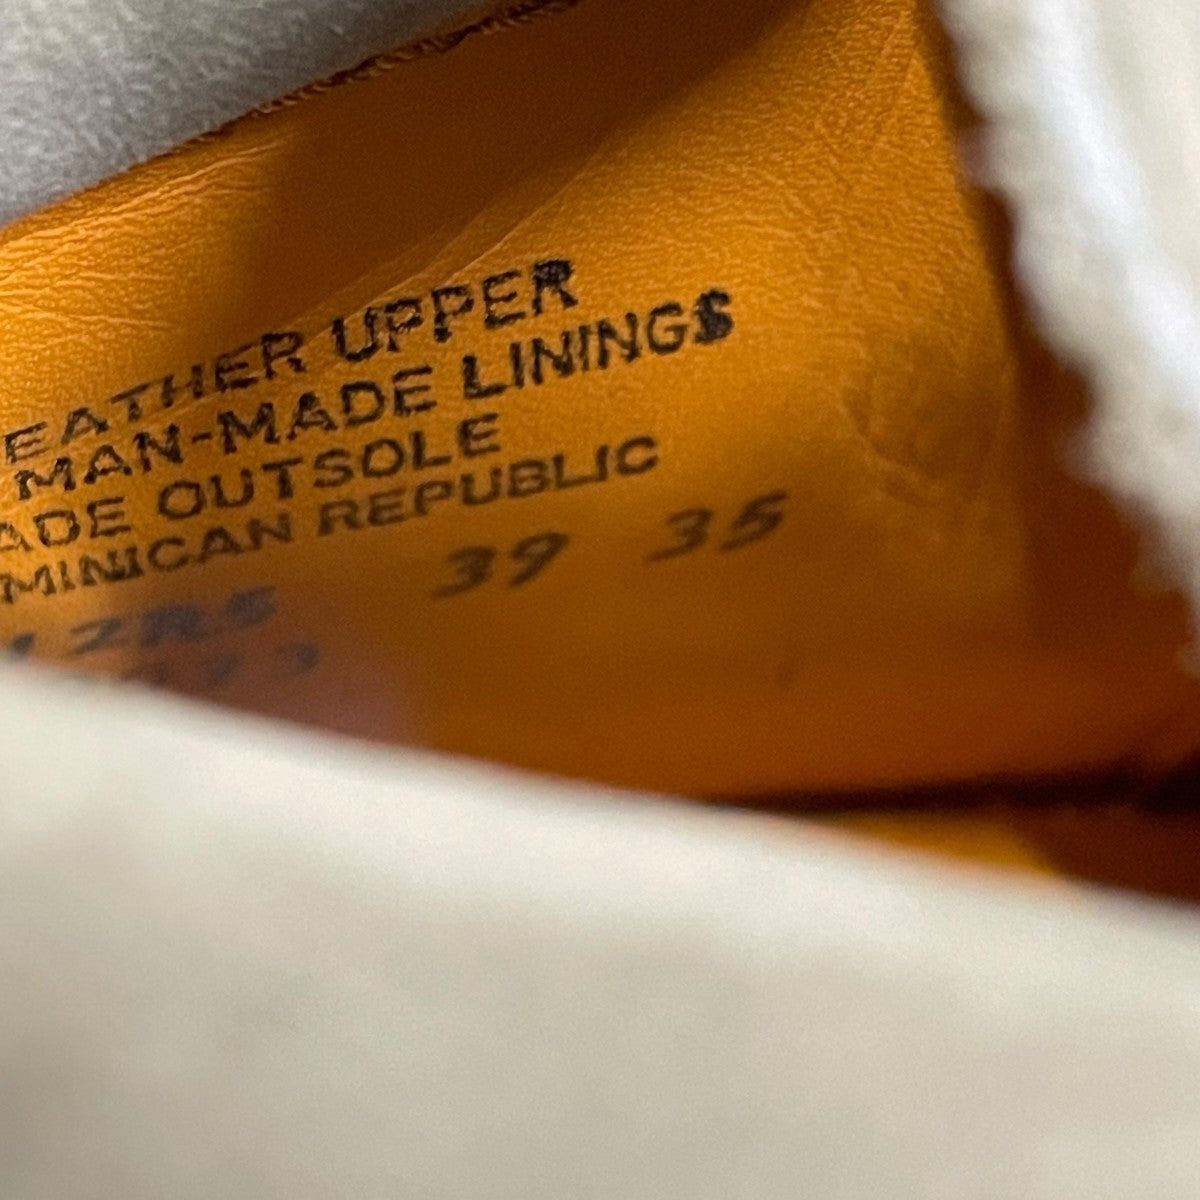 EATHER UPPER
MAN-MADE LININGS
ADE OUTSOLE
MINICAN REPUBLIC
39 35